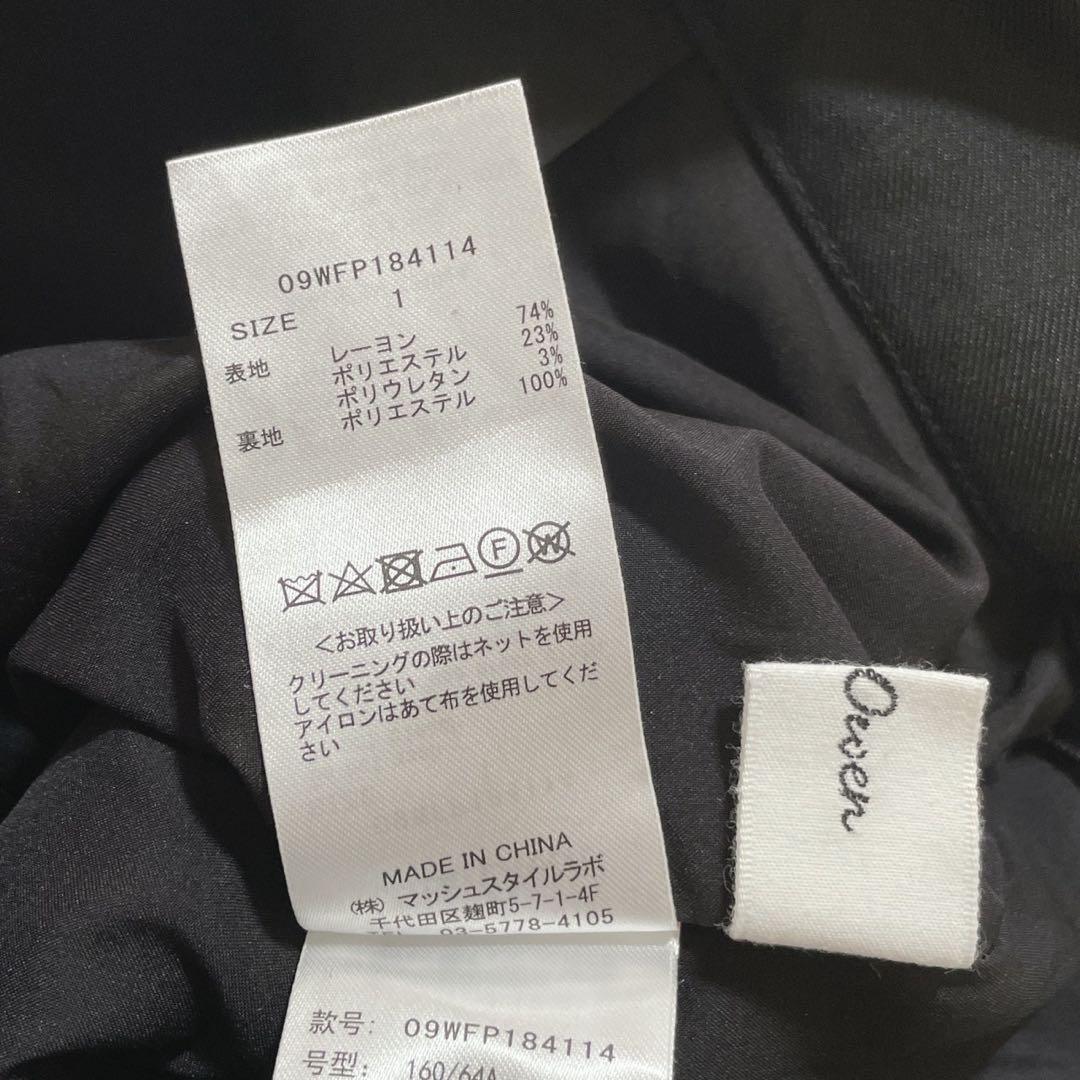 09WFP184114
SIZE 1
表地 レーヨン 74%
ポリエステル 23%
ポリウレタン 3%
裏地 ポリエステル 100%
F W
<お取り扱い上のご注意>
クリーニングの際はネットを使用
してください
アイロンはあて布を使用してくだ
さい
MADE IN CHINA
(株) マッシュスタイルラボ
千代田区麹町5-7-1-4F
TEL 03-5778-4105
款号: 09WFP184114
号型: 160/64A
Owen